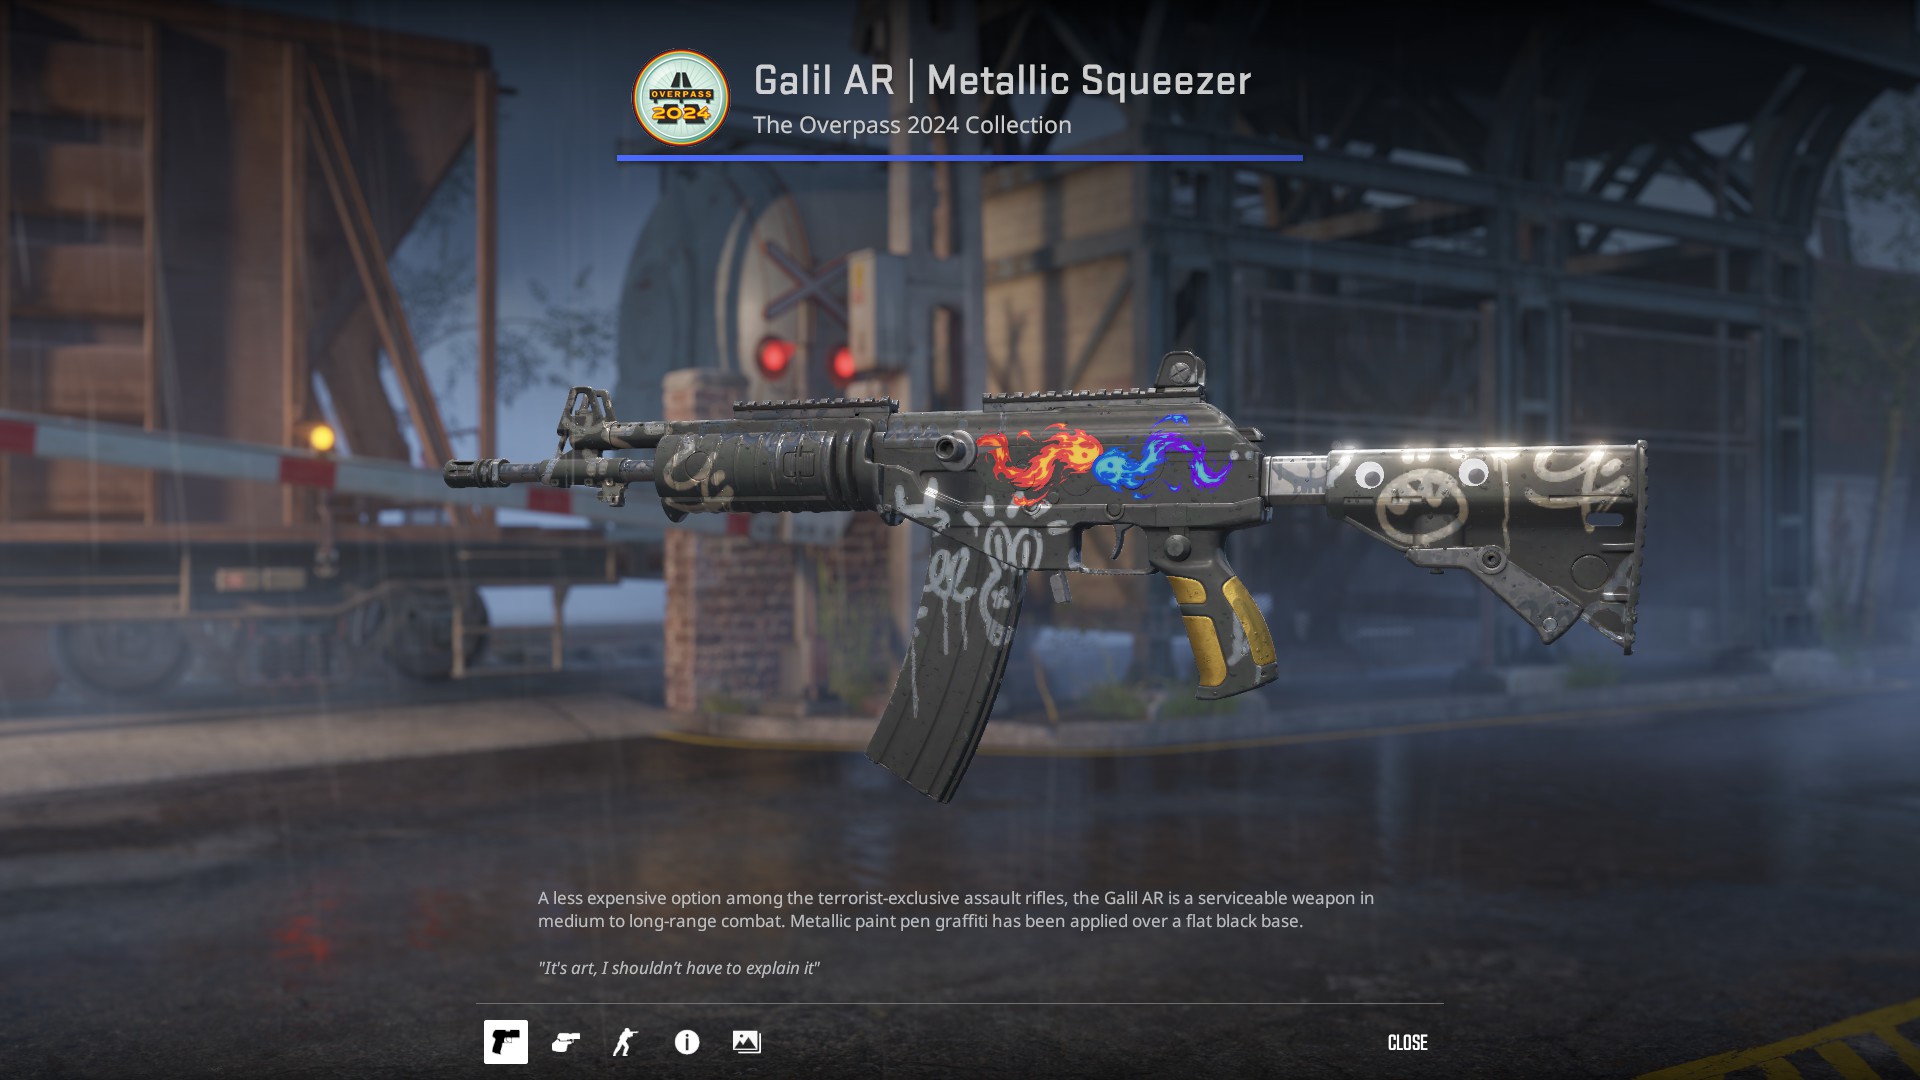 OVERPASS
2024
Galil AR | Metallic Squeezer
The Overpass 2024 Collection
A less expensive option among the terrorist-exclusive assault rifles, the Galil AR is a serviceable weapon in
medium to long-range combat. Metallic paint pen graffiti has been applied over a flat black base.
"It's art, I shouldn’t have to explain it"
CLOSE